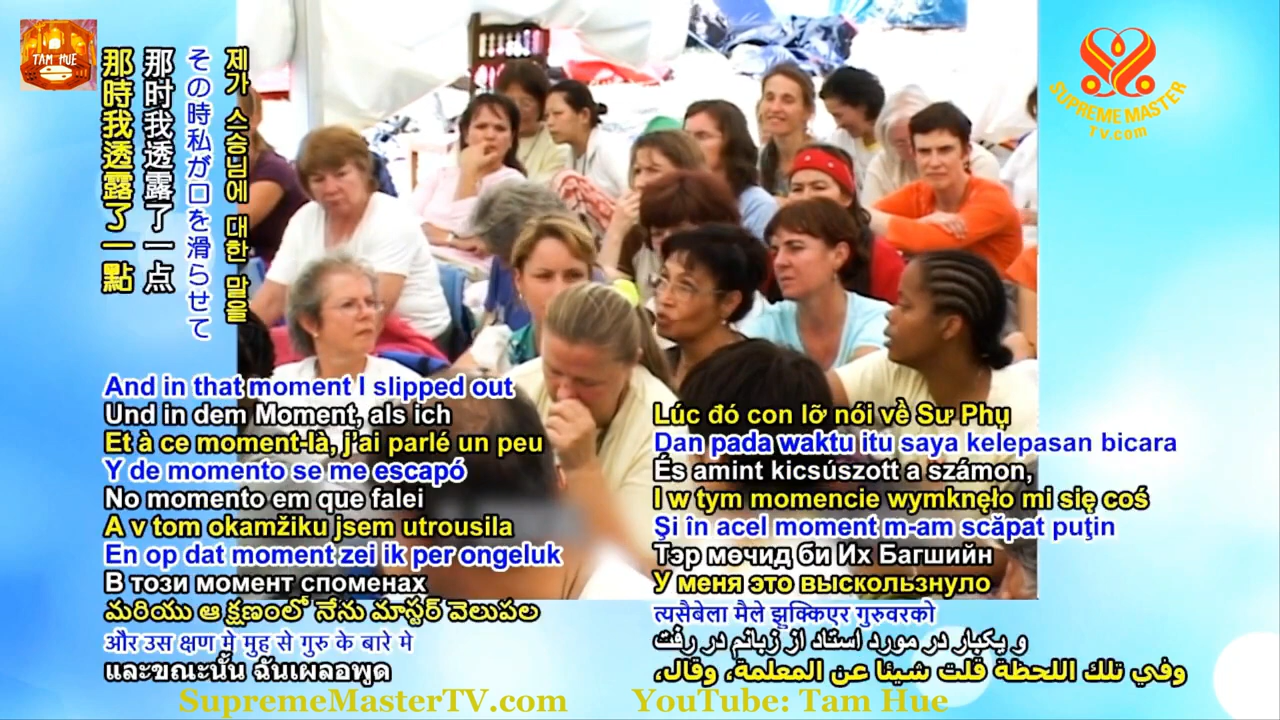 TAM HUE
SUPREME MASTER
TV.com
那時我透露了一點
那时我透露了一点
その時私が口を滑らせて
제가 스승님에 대한 말을
And in that moment I slipped out
Und in dem Moment, als ich
Et à ce moment-là, j'ai parlé un peu
Y de momento se me escapó
No momento em que falei
A v tom okamžiku jsem utrousila
En op dat moment zei ik per ongeluk
В този момент споменах
మరియు ఆ క్షణంలో నేను మాస్టర్ వెలుపల
और उस क्षण मे मुह से गुरु के बारे मे
และขณะนั้น ฉันเผลอพูด
Lúc đó con lỡ nói về Sư Phụ
Dan pada waktu itu saya kelepasan bicara
És amint kicsúszott a számon,
I w tym momencie wymknęło mi się coś
Şi în acel moment m-am scăpat puţin
Тэр мөчид би Их Багшийн
У меня это выскользнуло
त्यसैबेला मैले झुक्किएर गुरुवरको
و یکبار در مورد استاد از زبانم در رفت
وفي تلك اللحظة قلت شيئا عن المعلمة، وقال،
SupremeMasterTV.com
YouTube: Tam Hue